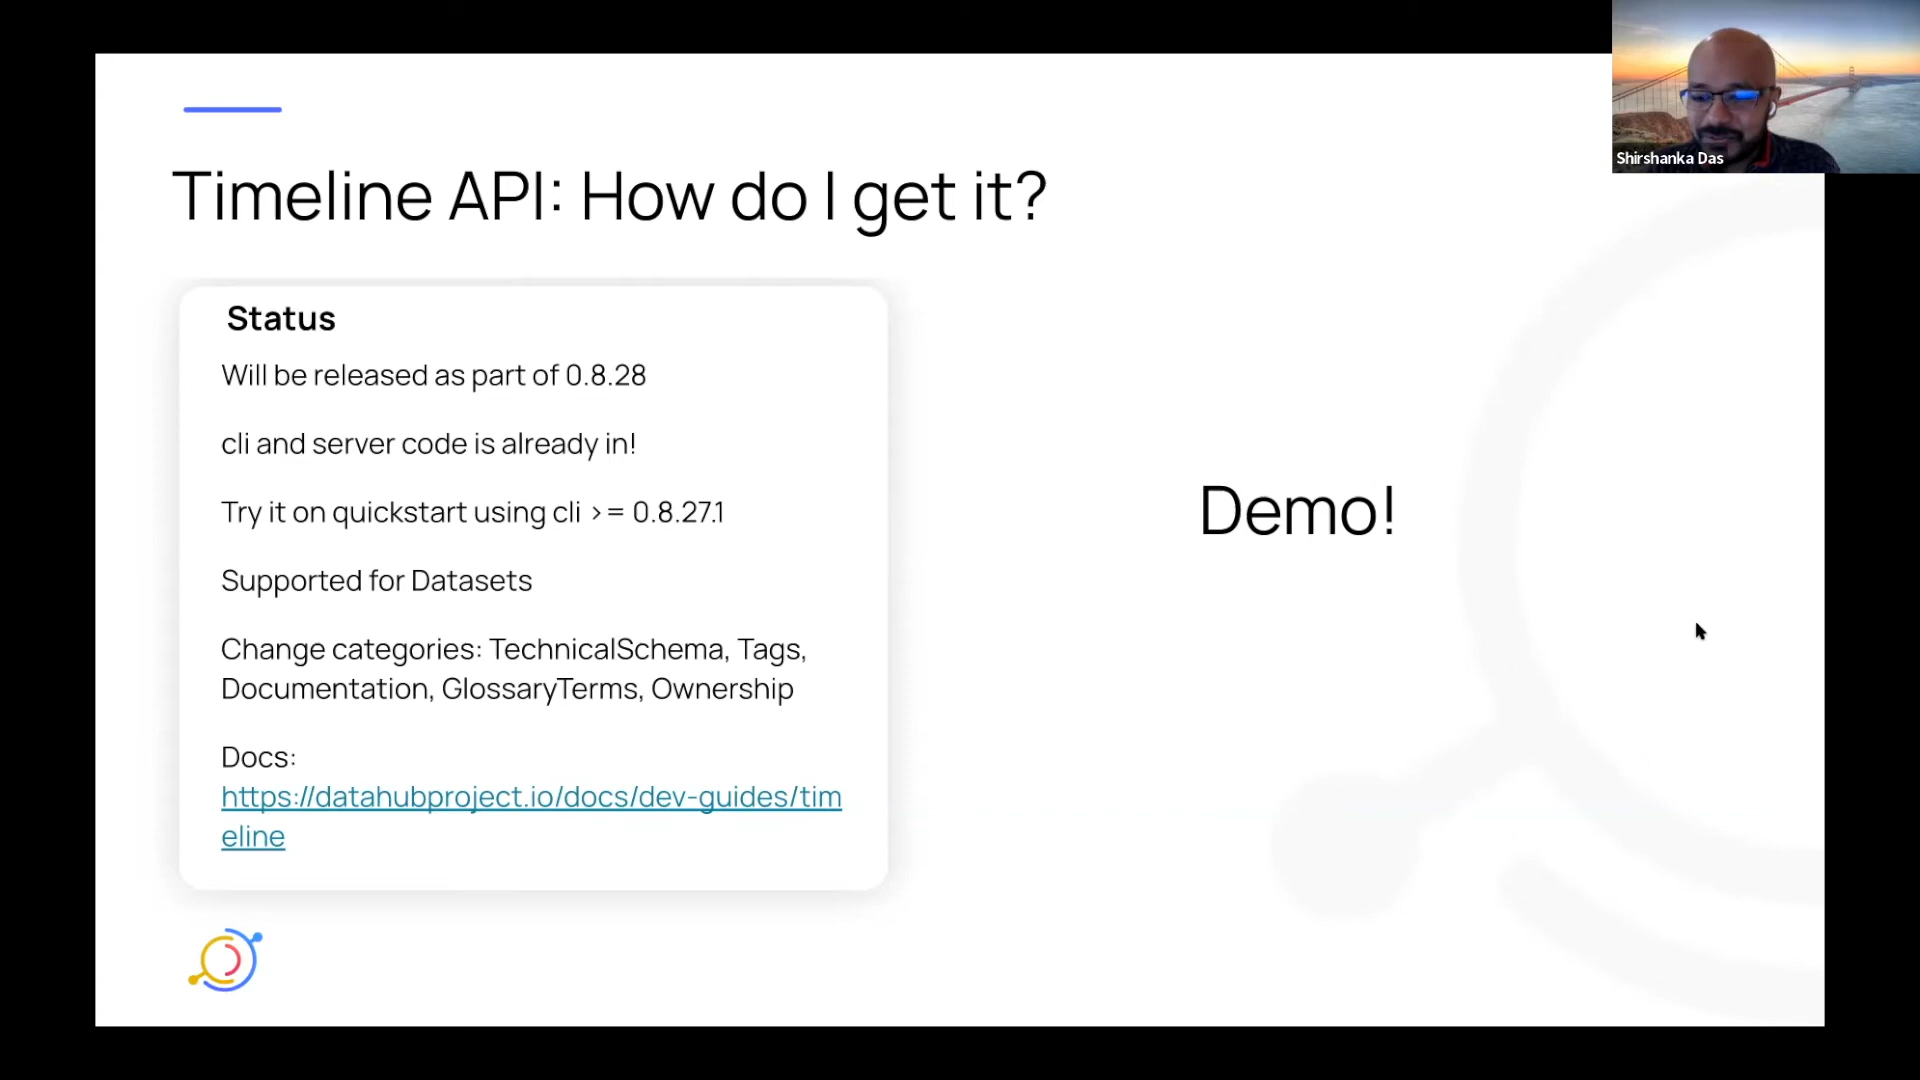 Shirshanka Das
Timeline API: How do I get it?
Status
Will be released as part of 0.8.28
cli and server code is already in!
Try it on quickstart using cli >= 0.8.27.1
Supported for Datasets
Change categories: TechnicalSchema, Tags,
Documentation, GlossaryTerms, Ownership
Docs:
https://datahubproject.io/docs/dev-guides/tim
eline
Demo!